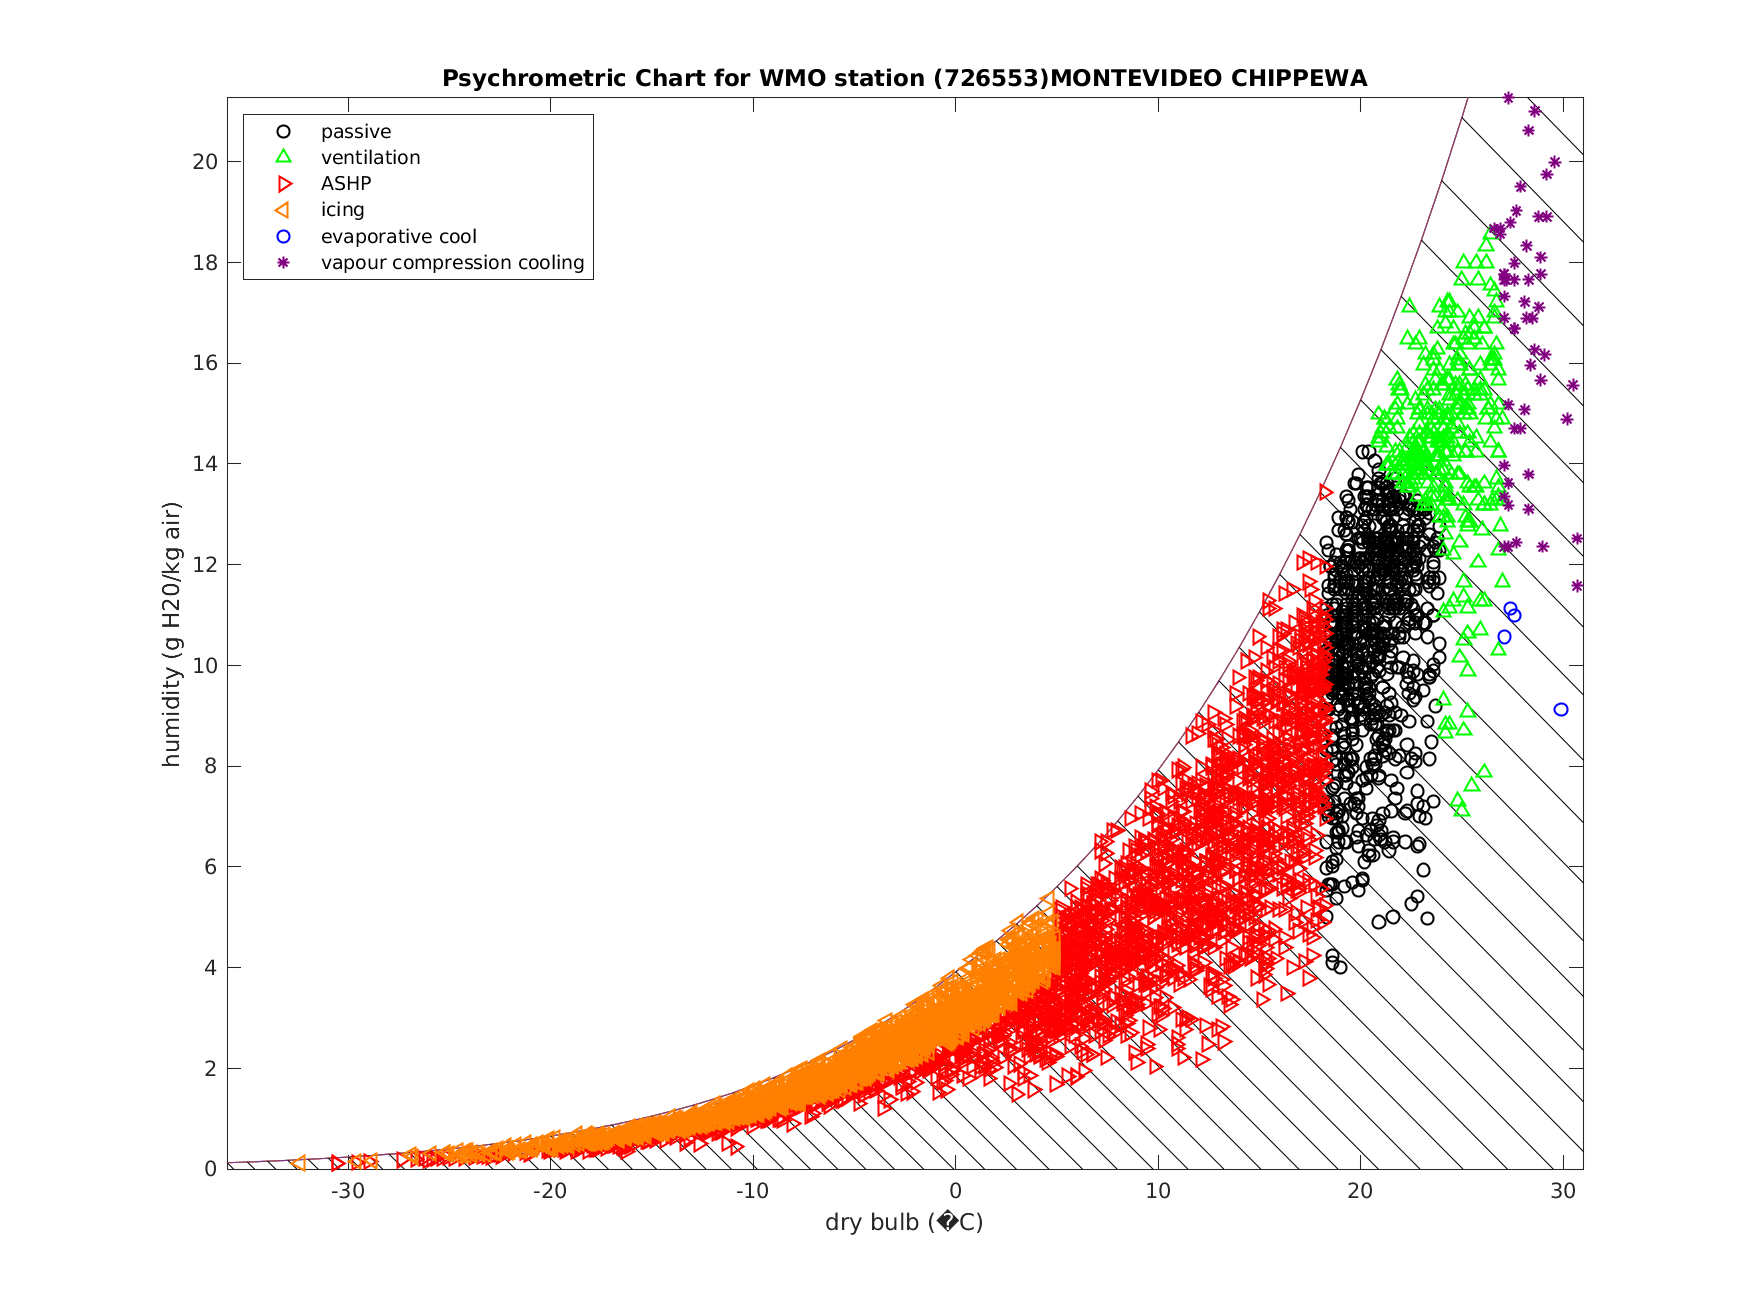 Psychrometric Chart for WMO station (726553)MONTEVIDEO CHIPPEWA
passive
ventilation
ASHP
icing
evaporative cool
vapour compression cooling
20
18
16
14
12
10
8
6
4
2
0
humidity (g H20/kg air)
-30 -20 -10 0 10 20 30
dry bulb (�C)